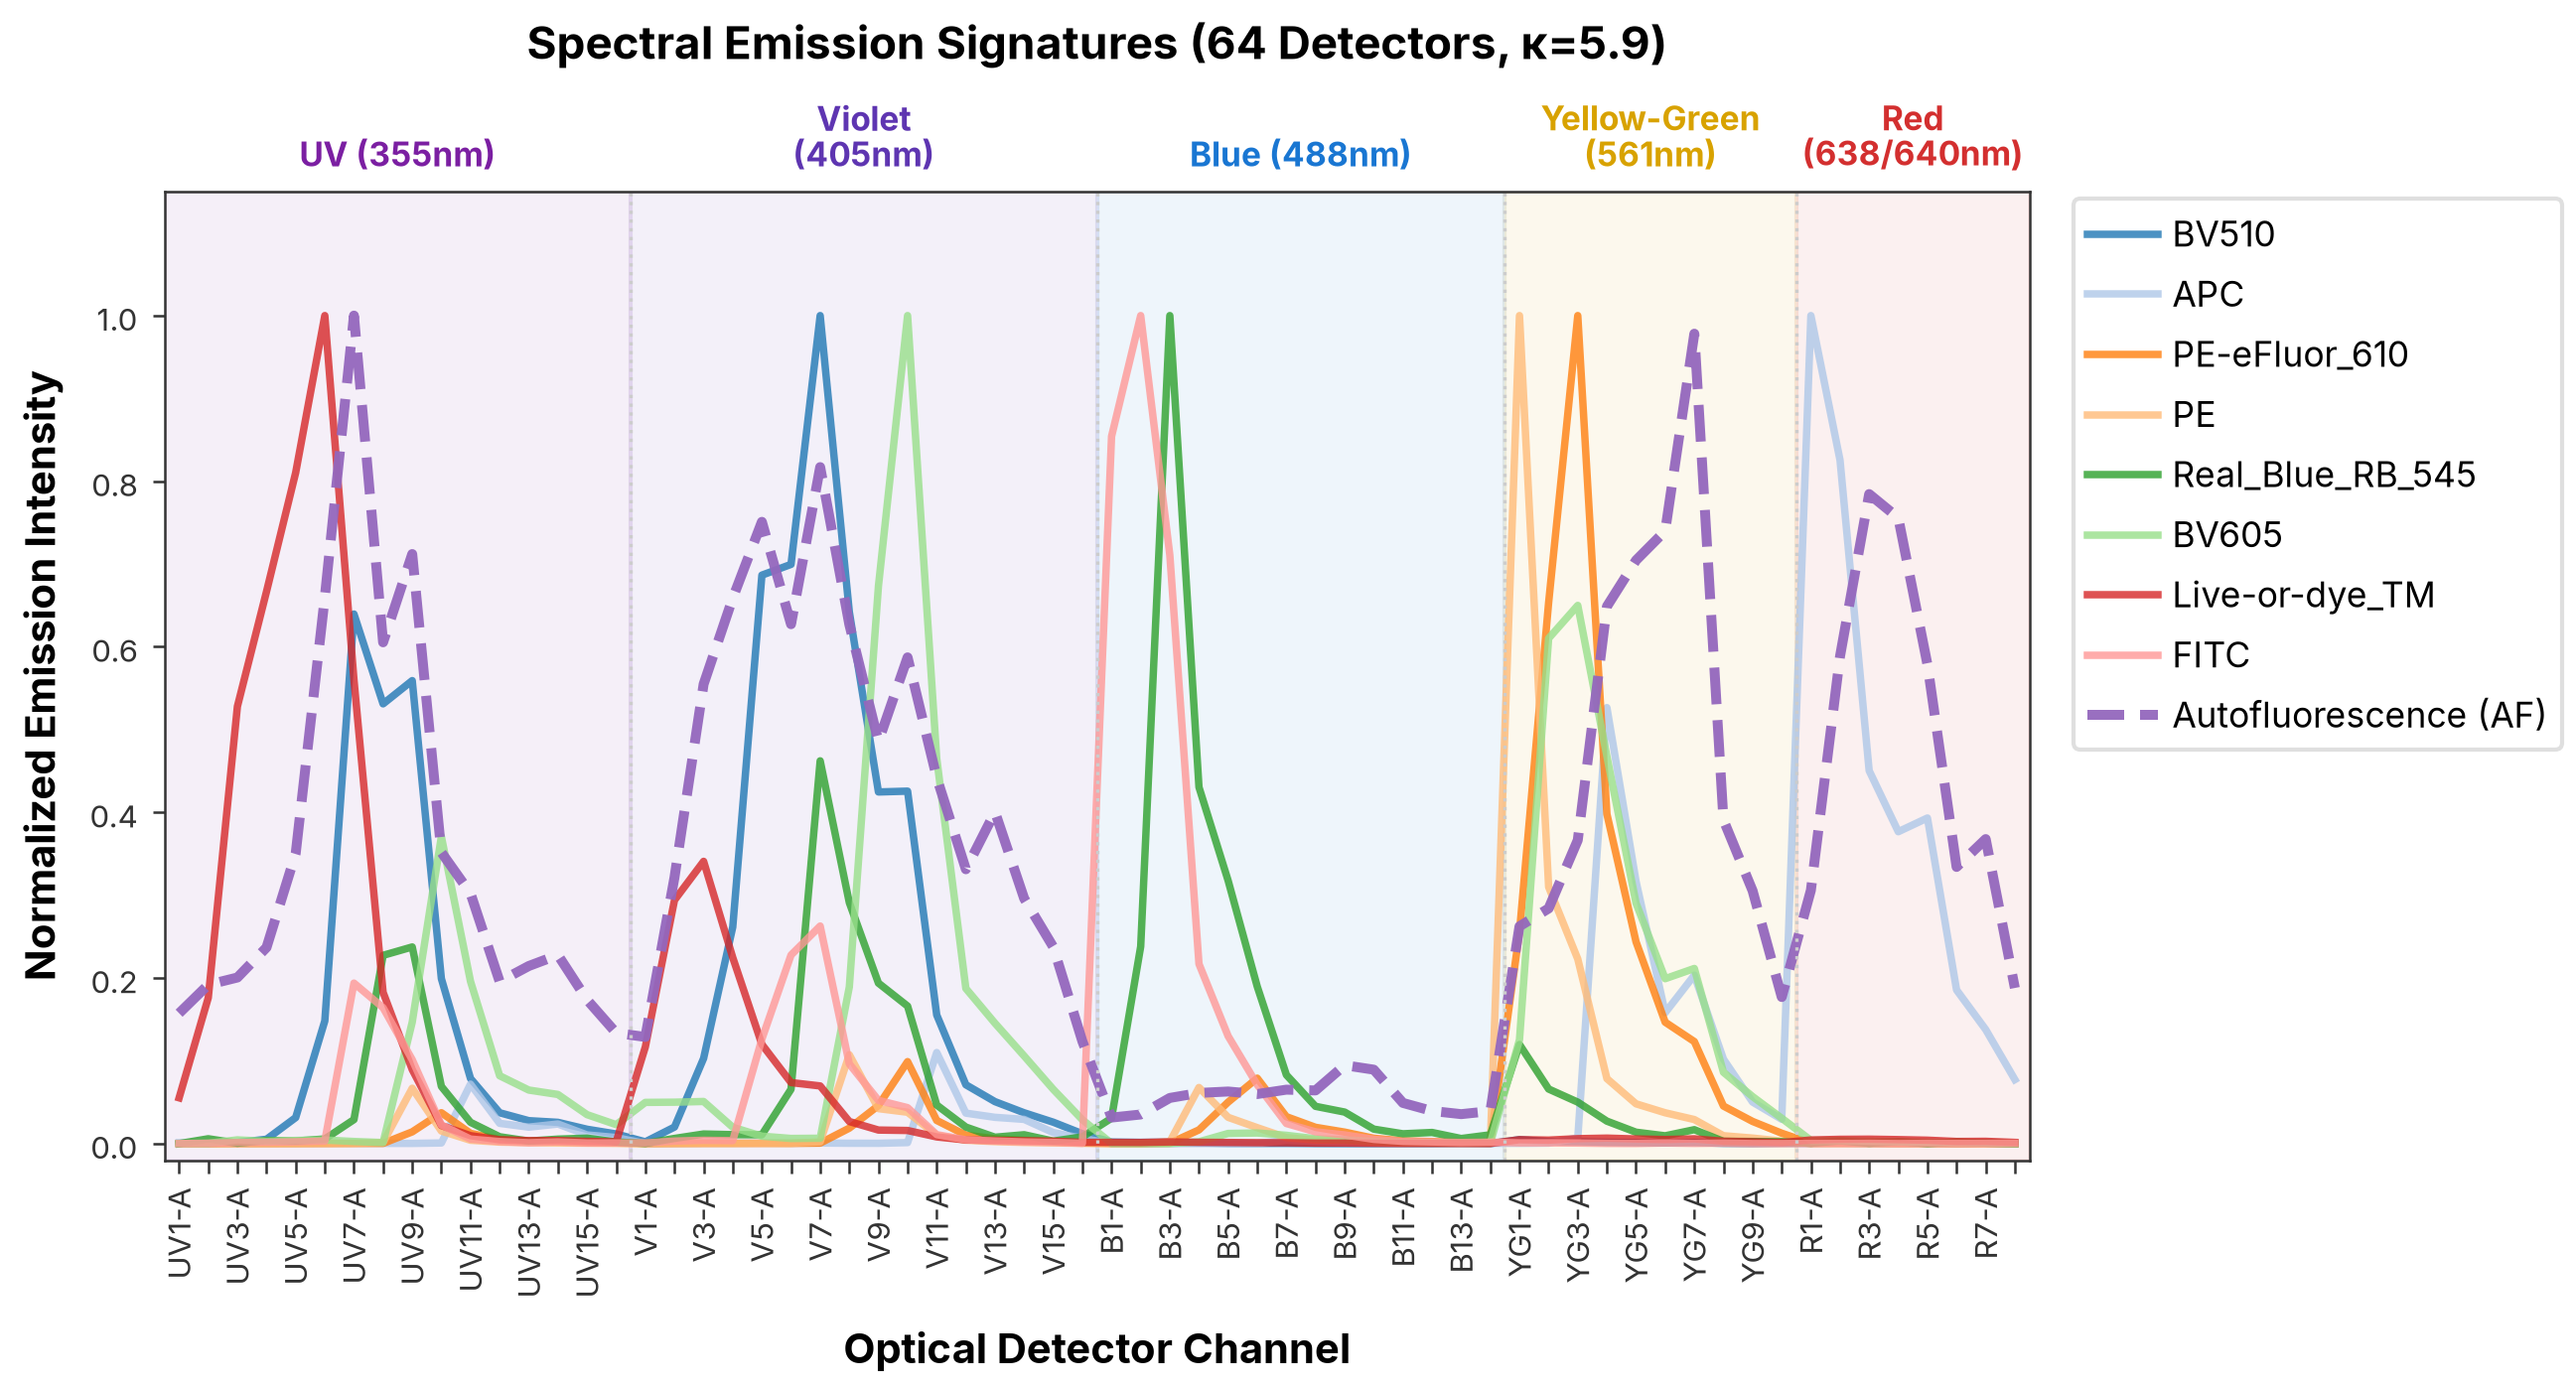 Spectral Emission Signatures (64 Detectors, κ=5.9)
UV (355nm)
Violet
(405nm)
Blue (488nm)
Yellow-Green
(561nm)
Red
(638/640nm)
Normalized Emission Intensity
1.0
0.8
0.6
0.4
0.2
0.0
UV1-A
UV3-A
UV5-A
UV7-A
UV9-A
UV11-A
UV13-A
UV15-A
V1-A
V3-A
V5-A
V7-A
V9-A
V11-A
V13-A
V15-A
B1-A
B3-A
B5-A
B7-A
B9-A
B11-A
B13-A
YG1-A
YG3-A
YG5-A
YG7-A
YG9-A
R1-A
R3-A
R5-A
R7-A
Optical Detector Channel
BV510
APC
PE-eFluor_610
PE
Real_Blue_RB_545
BV605
Live-or-dye_TM
FITC
Autofluorescence (AF)